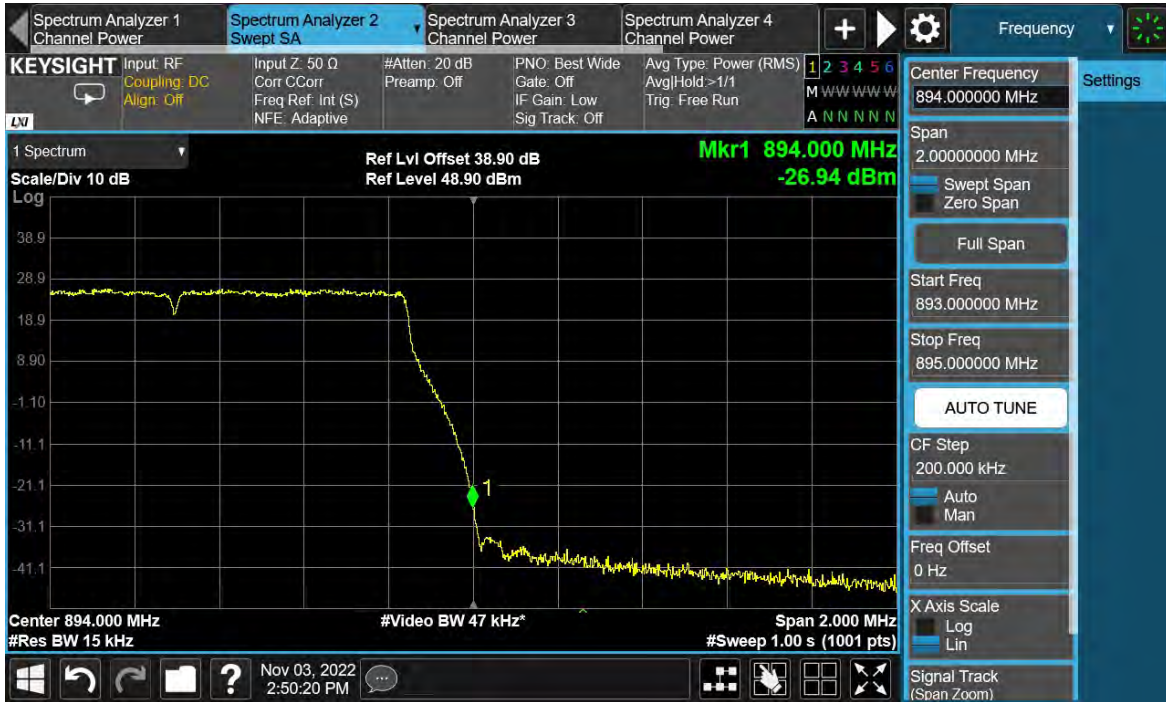 Spectrum Analyzer 1
Channel Power
Spectrum Analyzer 2
Swept SA
Spectrum Analyzer 3
Channel Power
Spectrum Analyzer 4
Channel Power
+
Frequency
KEYSIGHT
LXI
Input: RF
Coupling: DC
Align: Off
Input Z: 50 Ω
Corr CCorr
Freq Ref: Int (S)
NFE: Adaptive
#Atten: 20 dB
Preamp: Off
PNO: Best Wide
Gate: Off
IF Gain: Low
Sig Track: Off
Avg Type: Power (RMS)
Avg|Hold:>1/1
Trig: Free Run
1 2 3 4 5 6
M W W W W W
A N N N N N
1 Spectrum
Scale/Div 10 dB
Log
Ref Lvl Offset 38.90 dB
Ref Level 48.90 dBm
Mkr1 894.000 MHz
-26.94 dBm
38.9
28.9
18.9
8.90
-1.10
-11.1
-21.1
-31.1
-41.1
1
Center 894.000 MHz
#Res BW 15 kHz
#Video BW 47 kHz*
Span 2.000 MHz
#Sweep 1.00 s (1001 pts)
?
Nov 03, 2022
2:50:20 PM
Center Frequency
894.000000 MHz
Span
2.00000000 MHz
Swept Span
Zero Span
Full Span
Start Freq
893.000000 MHz
Stop Freq
895.000000 MHz
AUTO TUNE
CF Step
200.000 kHz
Auto
Man
Freq Offset
0 Hz
X Axis Scale
Log
Lin
Signal Track
(Span Zoom)
Settings